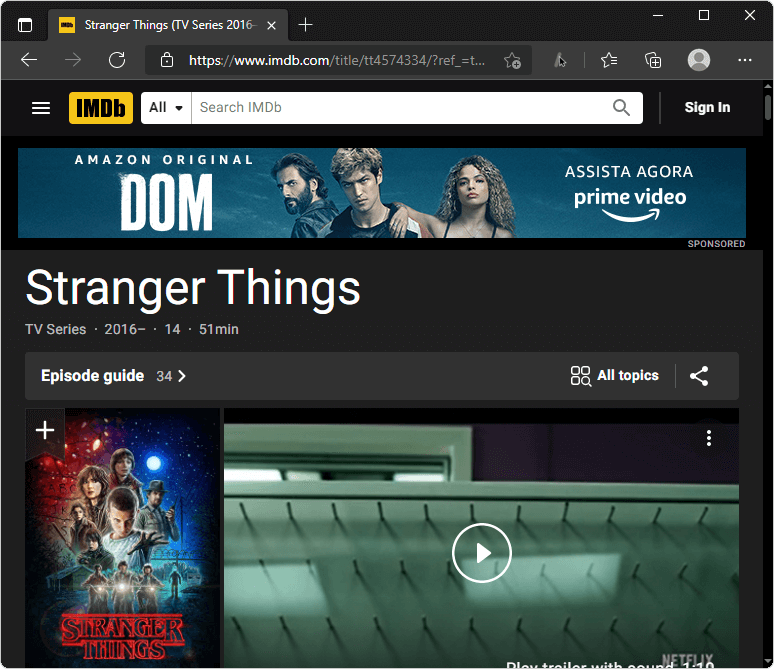 Stranger Things (TV Series 2016–
https://www.imdb.com/title/tt4574334/?ref_=t...
IMDb
All
Search IMDb
Sign In
AMAZON ORIGINAL
DOM
ASSISTA AGORA
prime video
SPONSORED
Stranger Things
TV Series · 2016– · 14 · 51min
Episode guide 34
All topics
STRANGER
THINGS
NETFLIX
Play trailer with sound 1:19